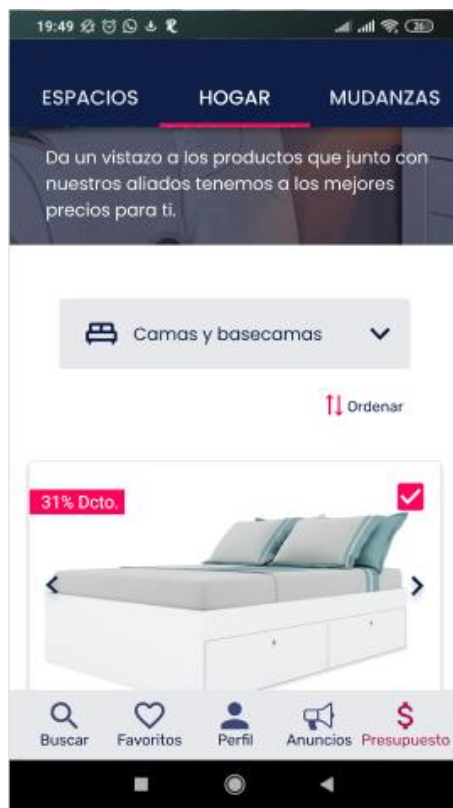 19:49 26
ESPACIOS HOGAR MUDANZAS
Da un vistazo a los productos que junto con
nuestros aliados tenemos a los mejores
precios para ti.
Camas y basecamas
Ordenar
31% Dcto.
Buscar Favoritos Perfil Anuncios Presupuesto